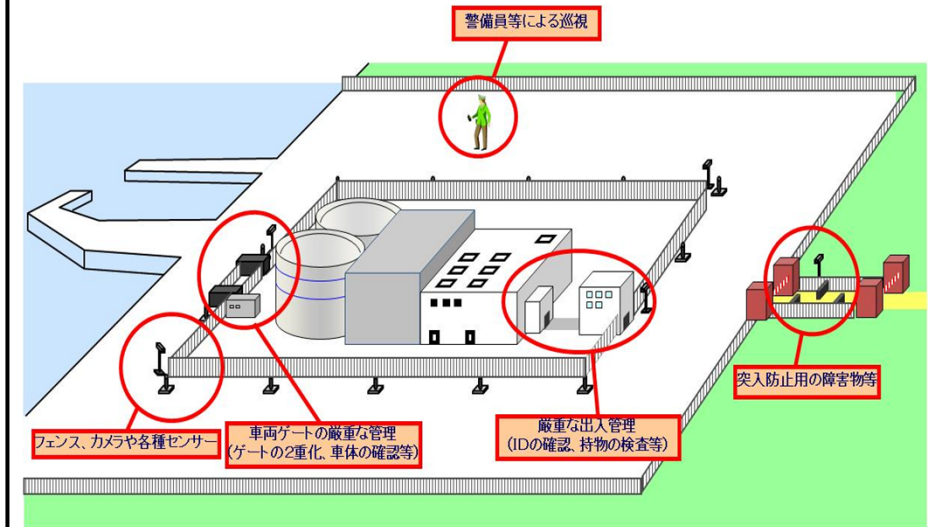 警備員等による巡視
突入防止用の障害物等
フェンス、カメラや各種センサー
車両ゲートの厳重な管理
(ゲートの2重化、車体の確認等)
厳重な出入管理
(IDの確認、持物の検査等)